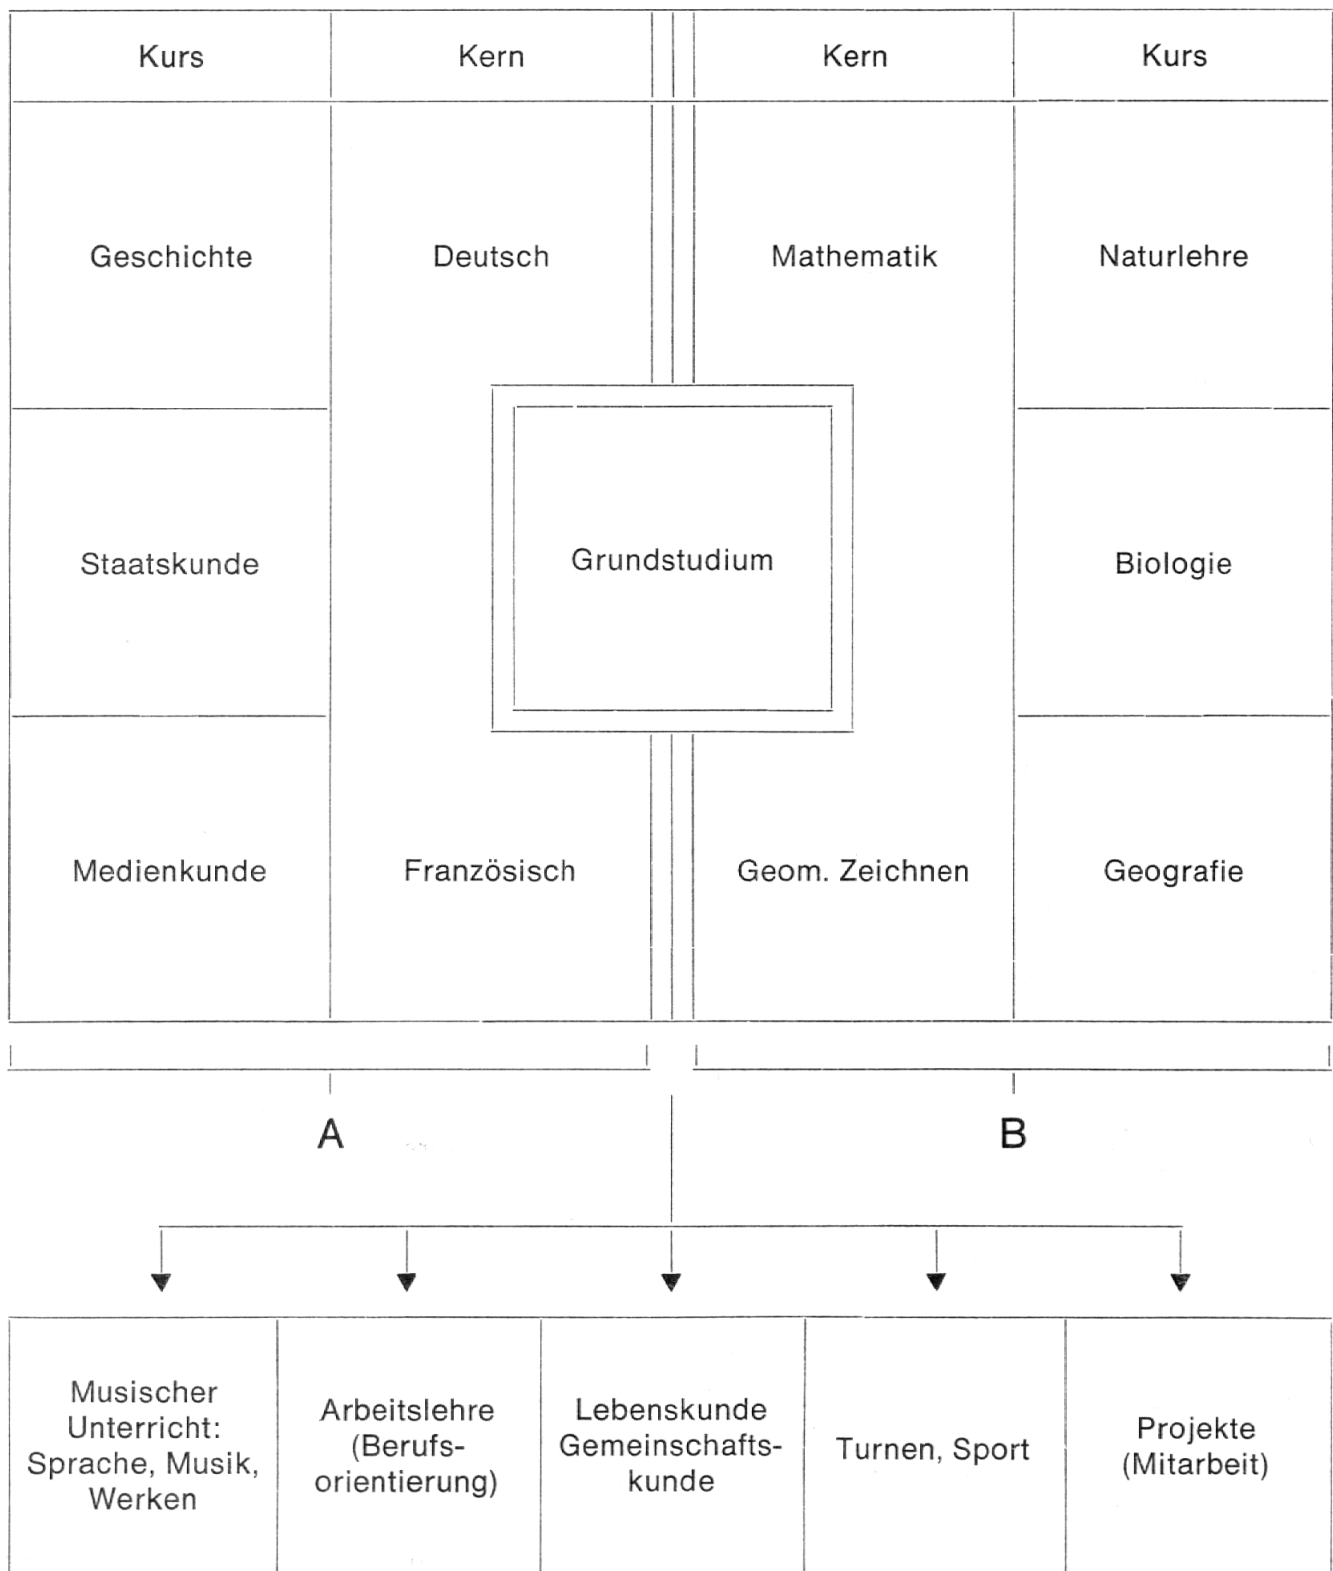 Kurs Kern Kern Kurs
Geschichte Deutsch Mathematik Naturlehre
Staatskunde Grundstudium Biologie
Medienkunde Französisch Geom. Zeichnen Geografie
A B
Musischer
Unterricht:
Sprache, Musik,
Werken
Arbeitslehre
(Berufs-
orientierung)
Lebenskunde
Gemeinschafts-
kunde
Turnen, Sport
Projekte
(Mitarbeit)